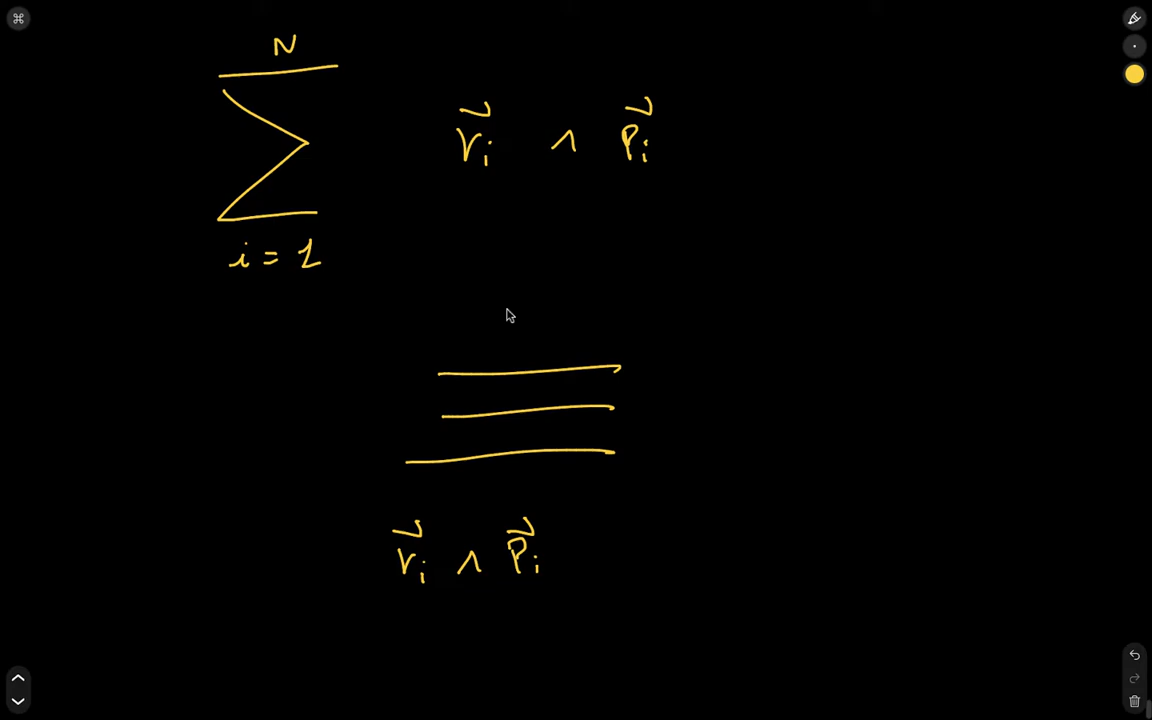 N
∑ r⃗ᵢ ∧ p⃗ᵢ
i = 1
≡
r⃗ᵢ ∧ p⃗ᵢ